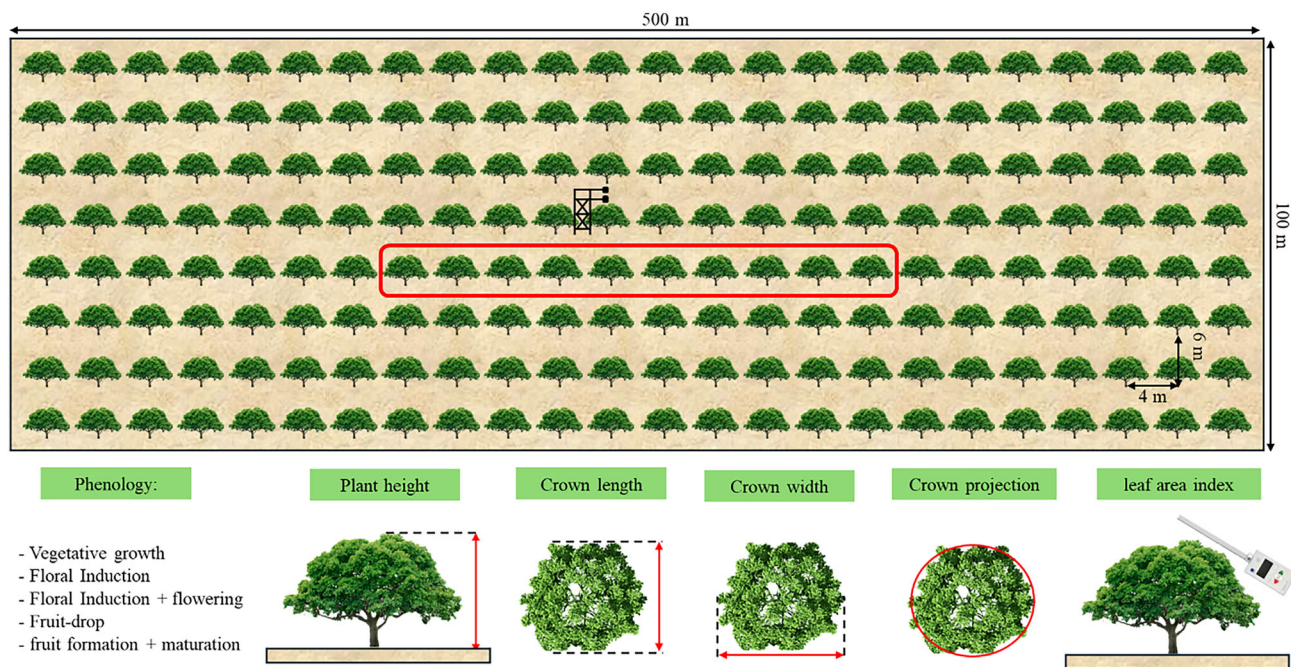 500 m
100 m
6 m
4 m
Phenology:
Plant height
Crown length
Crown width
Crown projection
leaf area index
- Vegetative growth
- Floral Induction
- Floral Induction + flowering
- Fruit-drop
- fruit formation + maturation